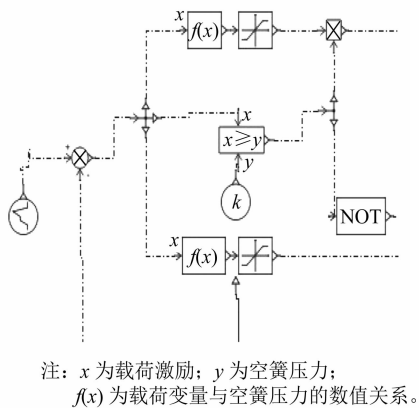 x f(x)
+
-
x
x≥y
y
k
NOT
x f(x)
注：x 为载荷激励；y 为空簧压力；
f(x) 为载荷变量与空簧压力的数值关系。